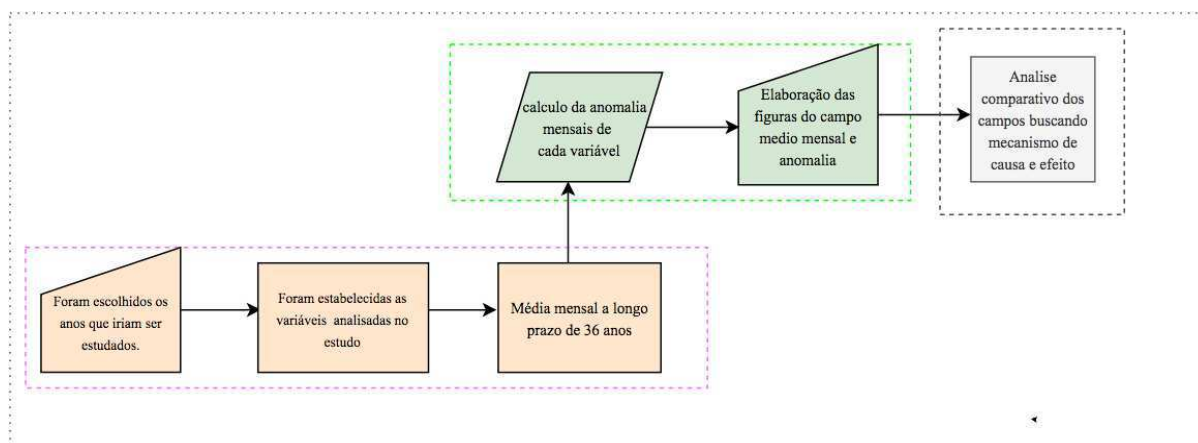 Foram escolhidos os
anos que iriam ser
estudados.
Foram estabelecidas as
variáveis analisadas no
estudo
Média mensal a longo
prazo de 36 anos
calculo da anomalia
mensais de
cada variável
Elaboração das
figuras do campo
medio mensal e
anomalia
Analise
comparativo dos
campos buscando
mecanismo de
causa e efeito